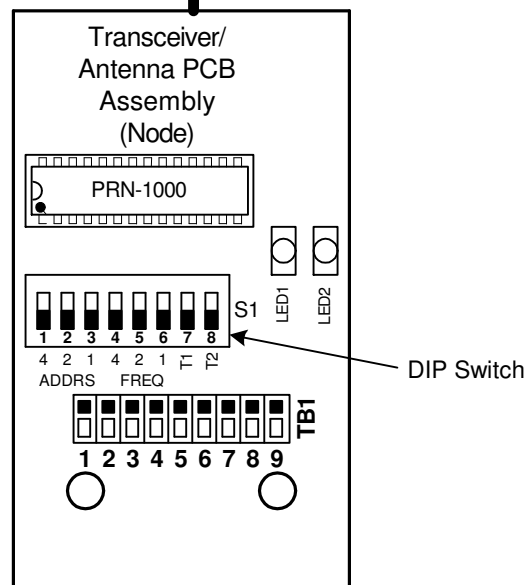 Transceiver/
Antenna PCB
Assembly
(Node)
PRN-1000
LED1
LED2
S1
1 2 3 4 5 6 7 8
4 2 1 4 2 1 T1 T2
ADDRS FREQ
DIP Switch
TB1
1 2 3 4 5 6 7 8 9